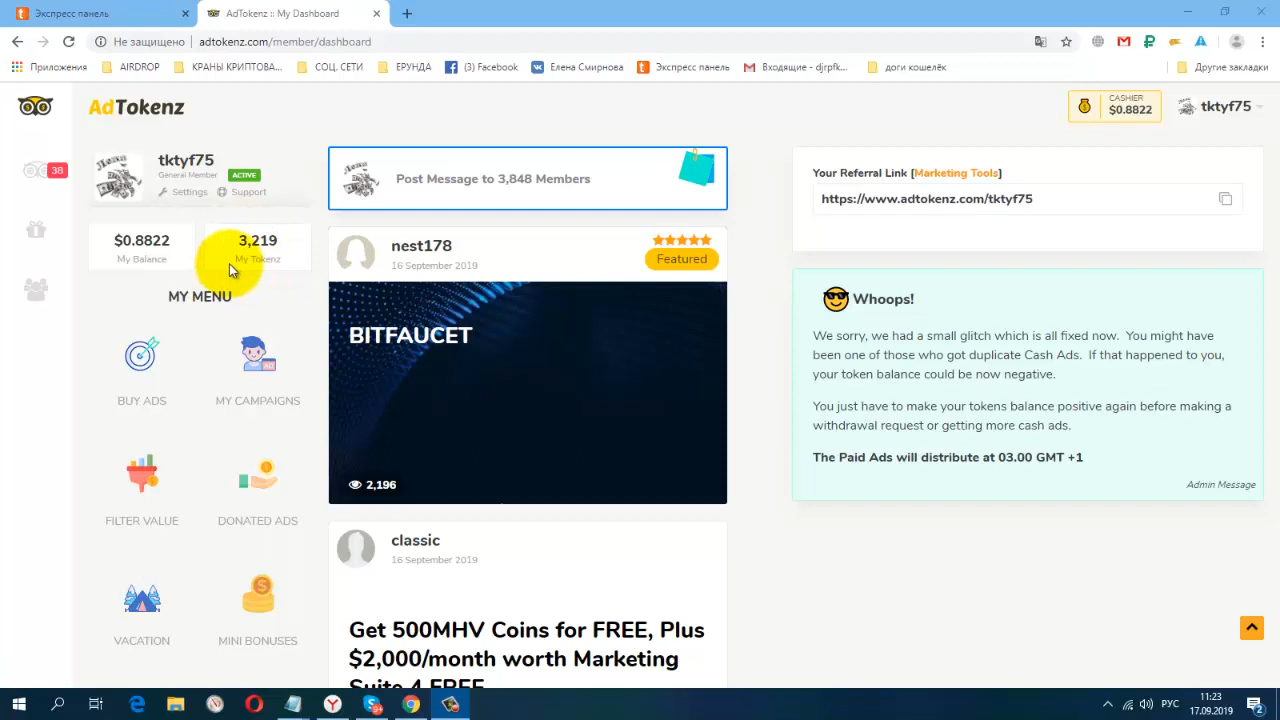 Экспресс панель
AdTokenz :: My Dashboard
Не защищено
adtokenz.com/member/dashboard
Приложения
AIRDROP
КРАНЫ КРИПТОВА...
СОЦ. СЕТИ
ЕРУНДА
(3) Facebook
Елена Смирнова
Экспресс панель
Входящие - djrpfk...
доги кошелёк
Другие закладки
AdTokenz
CASHIER
$0.8822
tktyf75
38
tktyf75
General Member
ACTIVE
Settings
Support
$0.8822
My Balance
3,219
My Tokenz
MY MENU
BUY ADS
MY CAMPAIGNS
FILTER VALUE
DONATED ADS
VACATION
MINI BONUSES
Post Message to 3,848 Members
nest178
16 September 2019
Featured
BITFAUCET
2,196
classic
16 September 2019
Get 500MHV Coins for FREE, Plus
$2,000/month worth Marketing
Suite 4 FREE
Your Referral Link [Marketing Tools]
https://www.adtokenz.com/tktyf75
Whoops!
We sorry, we had a small glitch which is all fixed now. You might have
been one of those who got duplicate Cash Ads. If that happened to you,
your token balance could be now negative.
You just have to make your tokens balance positive again before making a
withdrawal request or getting more cash ads.
The Paid Ads will distribute at 03.00 GMT +1
Admin Message
РУС
11:23
17.09.2019